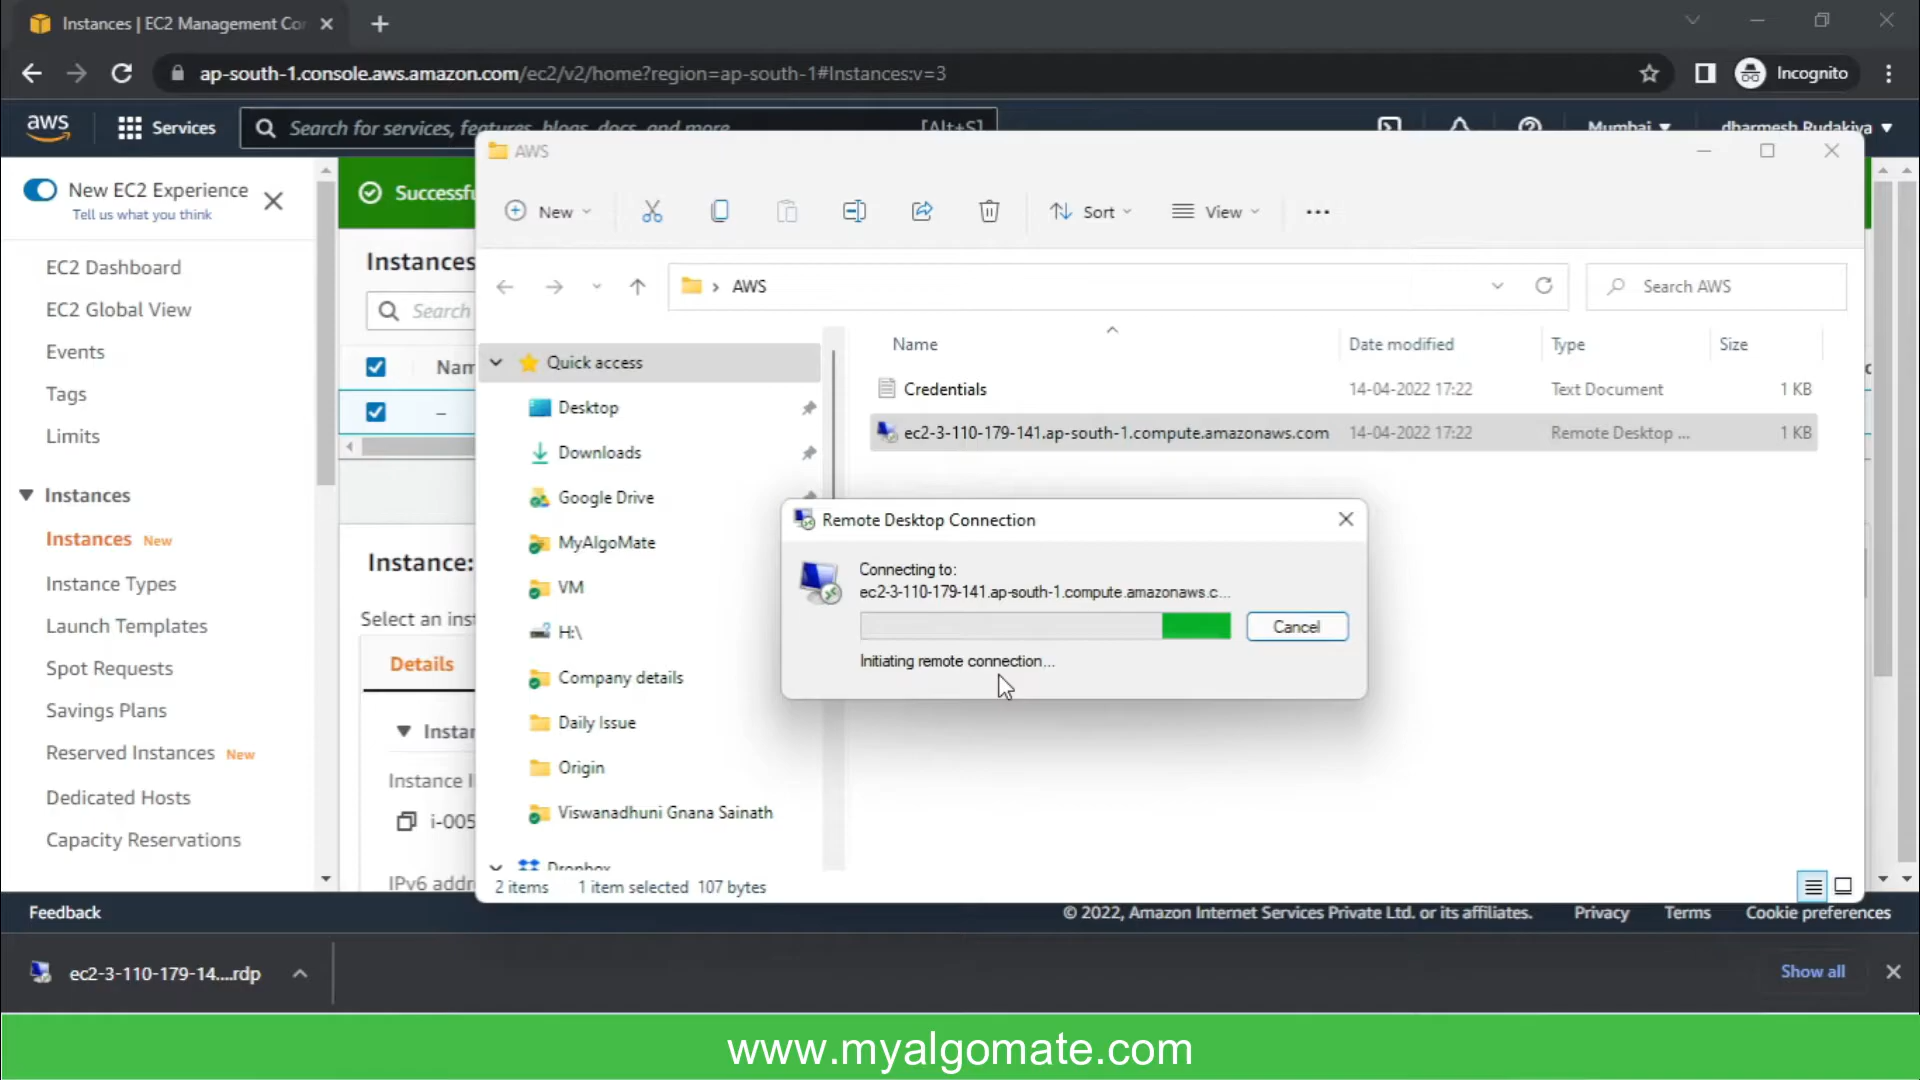 Instances | EC2 Management Cor
ap-south-1.console.aws.amazon.com/ec2/v2/home?region=ap-south-1#Instances:v=3
Incognito
aws
Services
Search for services, features, blogs, docs, and more
[Alt+S]
Mumbai
dharmesh Rudakiya
New EC2 Experience
Tell us what you think
EC2 Dashboard
EC2 Global View
Events
Tags
Limits
Instances
Instances New
Instance Types
Launch Templates
Spot Requests
Savings Plans
Reserved Instances New
Dedicated Hosts
Capacity Reservations
Successfu
Instances
Search
Nam
–
Instance:
Select an inst
Details
Instan
Instance I
i-005
IPv6 addr
AWS
New
Sort
View
AWS
Search AWS
Quick access
Desktop
Downloads
Google Drive
MyAlgoMate
VM
H:\
Company details
Daily Issue
Origin
Viswanadhuni Gnana Sainath
Dropbox
Name Date modified Type Size
Credentials 14-04-2022 17:22 Text Document 1 KB
ec2-3-110-179-141.ap-south-1.compute.amazonaws.com 14-04-2022 17:22 Remote Desktop ... 1 KB
Remote Desktop Connection
Connecting to:
ec2-3-110-179-141.ap-south-1.compute.amazonaws.c...
Cancel
Initiating remote connection...
2 items 1 item selected 107 bytes
Feedback
© 2022, Amazon Internet Services Private Ltd. or its affiliates. Privacy Terms Cookie preferences
ec2-3-110-179-14....rdp
Show all
www.myalgomate.com